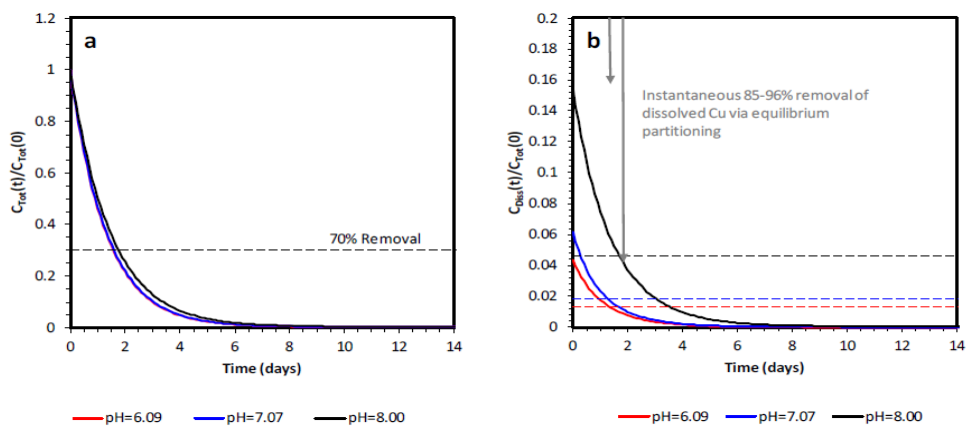 a
1.2
1
0.8
0.6
0.4
0.2
0
C_Tot(t)/C_Tot(0)
70% Removal
0 2 4 6 8 10 12 14
Time (days)
pH=6.09 pH=7.07 pH=8.00
b
0.2
0.18
0.16
0.14
0.12
0.1
0.08
0.06
0.04
0.02
0
C_Diss(t)/C_Tot(0)
Instantaneous 85-96% removal of
dissolved Cu via equilibrium
partitioning
0 2 4 6 8 10 12 14
Time (days)
pH=6.09 pH=7.07 pH=8.00